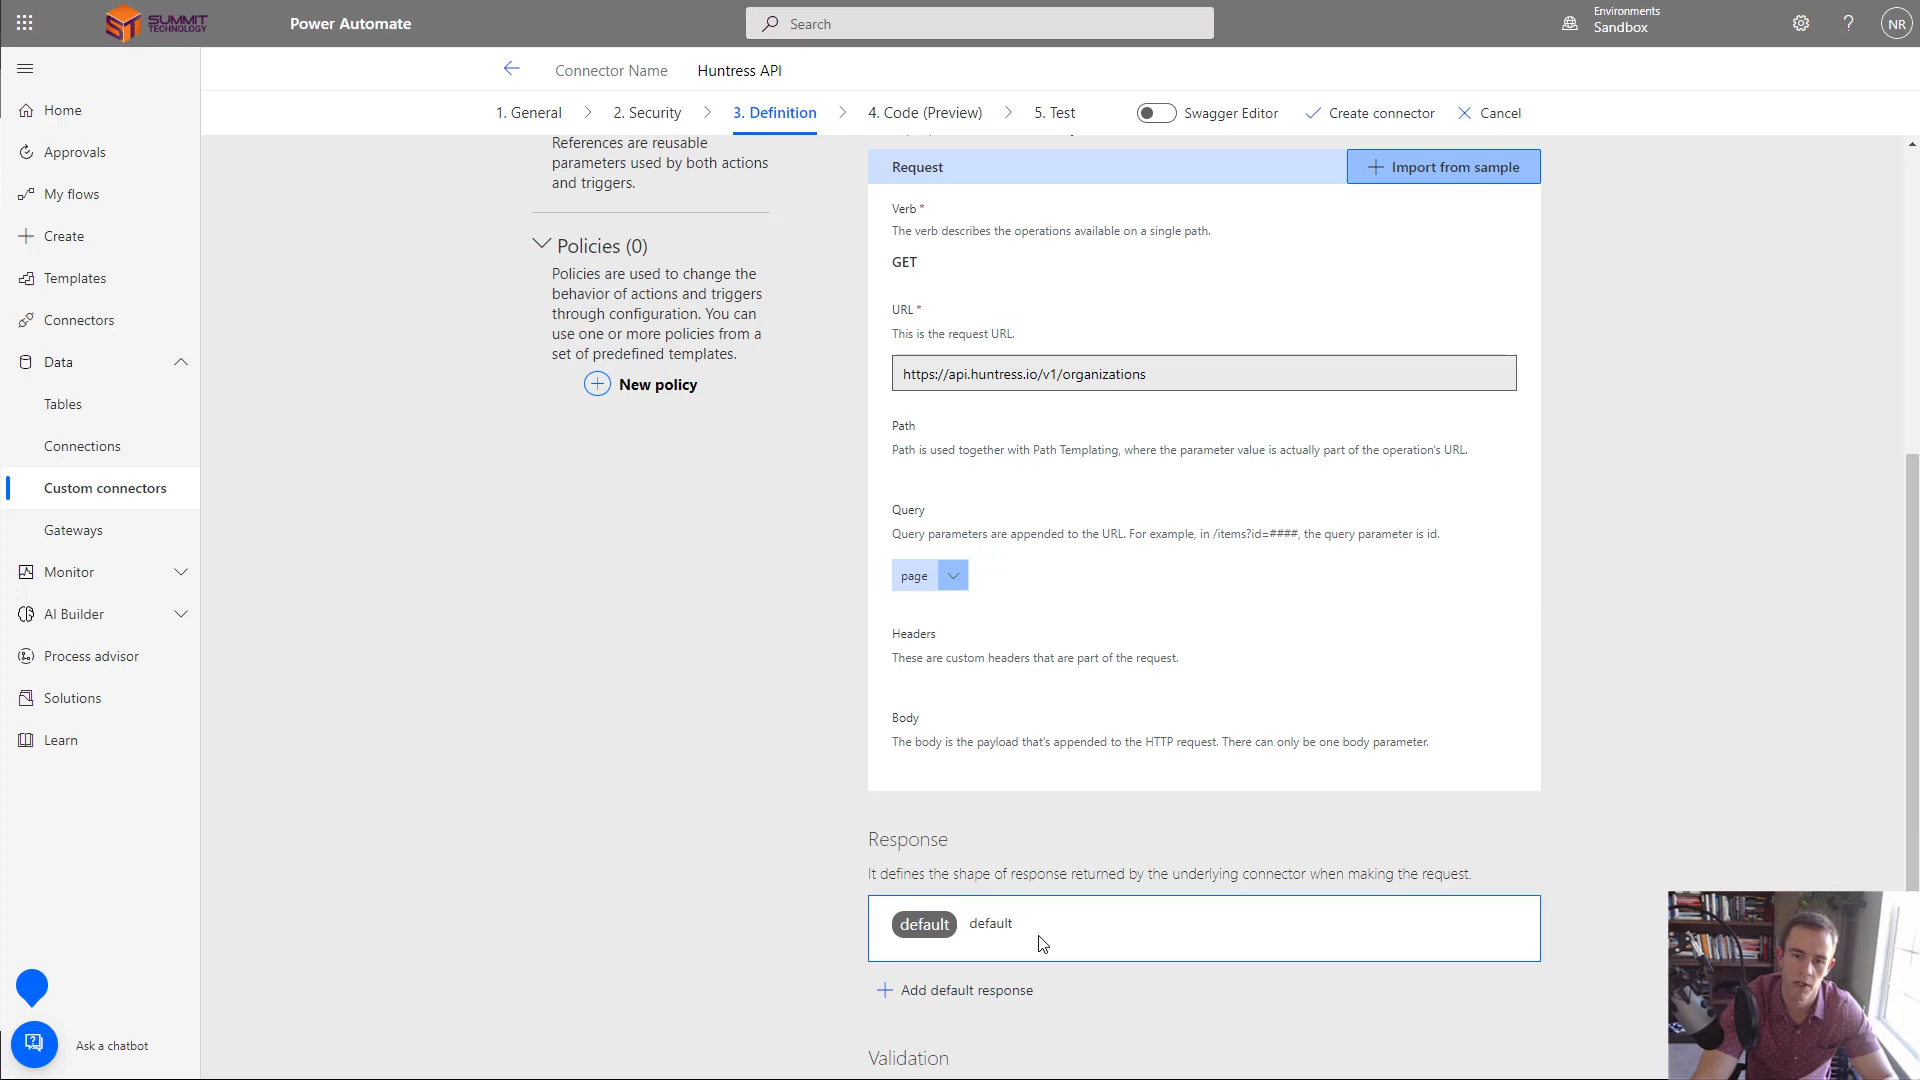 SUMMIT
TECHNOLOGY
Power Automate
Search
Environments
Sandbox
?
NR
Connector Name
Huntress API
1. General
2. Security
3. Definition
4. Code (Preview)
5. Test
Swagger Editor
Create connector
Cancel
Home
Approvals
My flows
Create
Templates
Connectors
Data
Tables
Connections
Custom connectors
Gateways
Monitor
AI Builder
Process advisor
Solutions
Learn
Ask a chatbot
References are reusable
parameters used by both actions
and triggers.
Policies (0)
Policies are used to change the
behavior of actions and triggers
through configuration. You can
use one or more policies from a
set of predefined templates.
New policy
Request
Import from sample
Verb *
The verb describes the operations available on a single path.
GET
URL *
This is the request URL.
https://api.huntress.io/v1/organizations
Path
Path is used together with Path Templating, where the parameter value is actually part of the operation's URL.
Query
Query parameters are appended to the URL. For example, in /items?id=####, the query parameter is id.
page
Headers
These are custom headers that are part of the request.
Body
The body is the payload that's appended to the HTTP request. There can only be one body parameter.
Response
It defines the shape of response returned by the underlying connector when making the request.
default default
Add default response
Validation